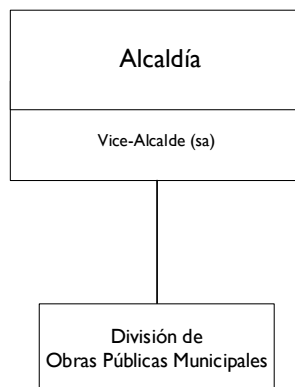 Alcaldía
Vice-Alcalde (sa)
División de
Obras Públicas Municipales